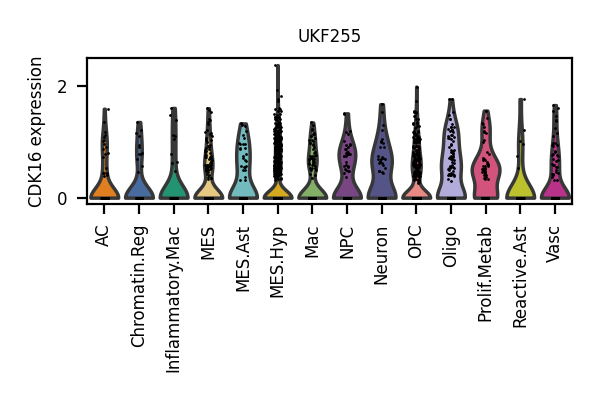 UKF255
CDK16 expression
2
0
AC
Chromatin.Reg
Inflammatory.Mac
MES
MES.Ast
MES.Hyp
Mac
NPC
Neuron
OPC
Oligo
Prolif.Metab
Reactive.Ast
Vasc